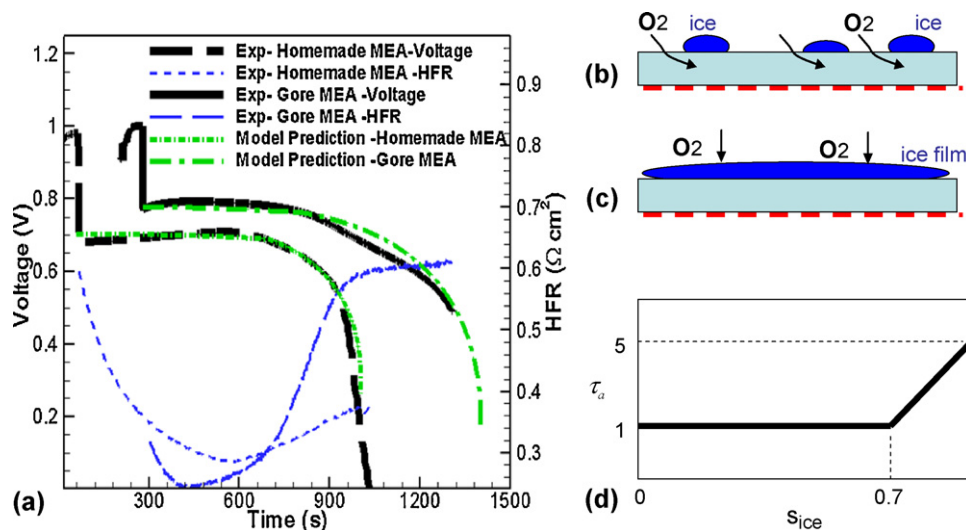 Exp- Homemade MEA-Voltage
Exp- Homemade MEA -HFR
Exp- Gore MEA -Voltage
Exp- Gore MEA-HFR
Model Prediction -Homemade MEA
Model Prediction -Gore MEA
1.2
1
0.8
0.6
0.4
0.2
Voltage (V)
0.9
0.8
0.7
0.6
0.5
0.4
0.3
HFR (Ω cm²)
300 600 900 1200 1500
Time (s)
(a)
O2 ice O2 ice
(b)
O2 O2 ice film
(c)
5
τa
1
0 0.7
sice
(d)